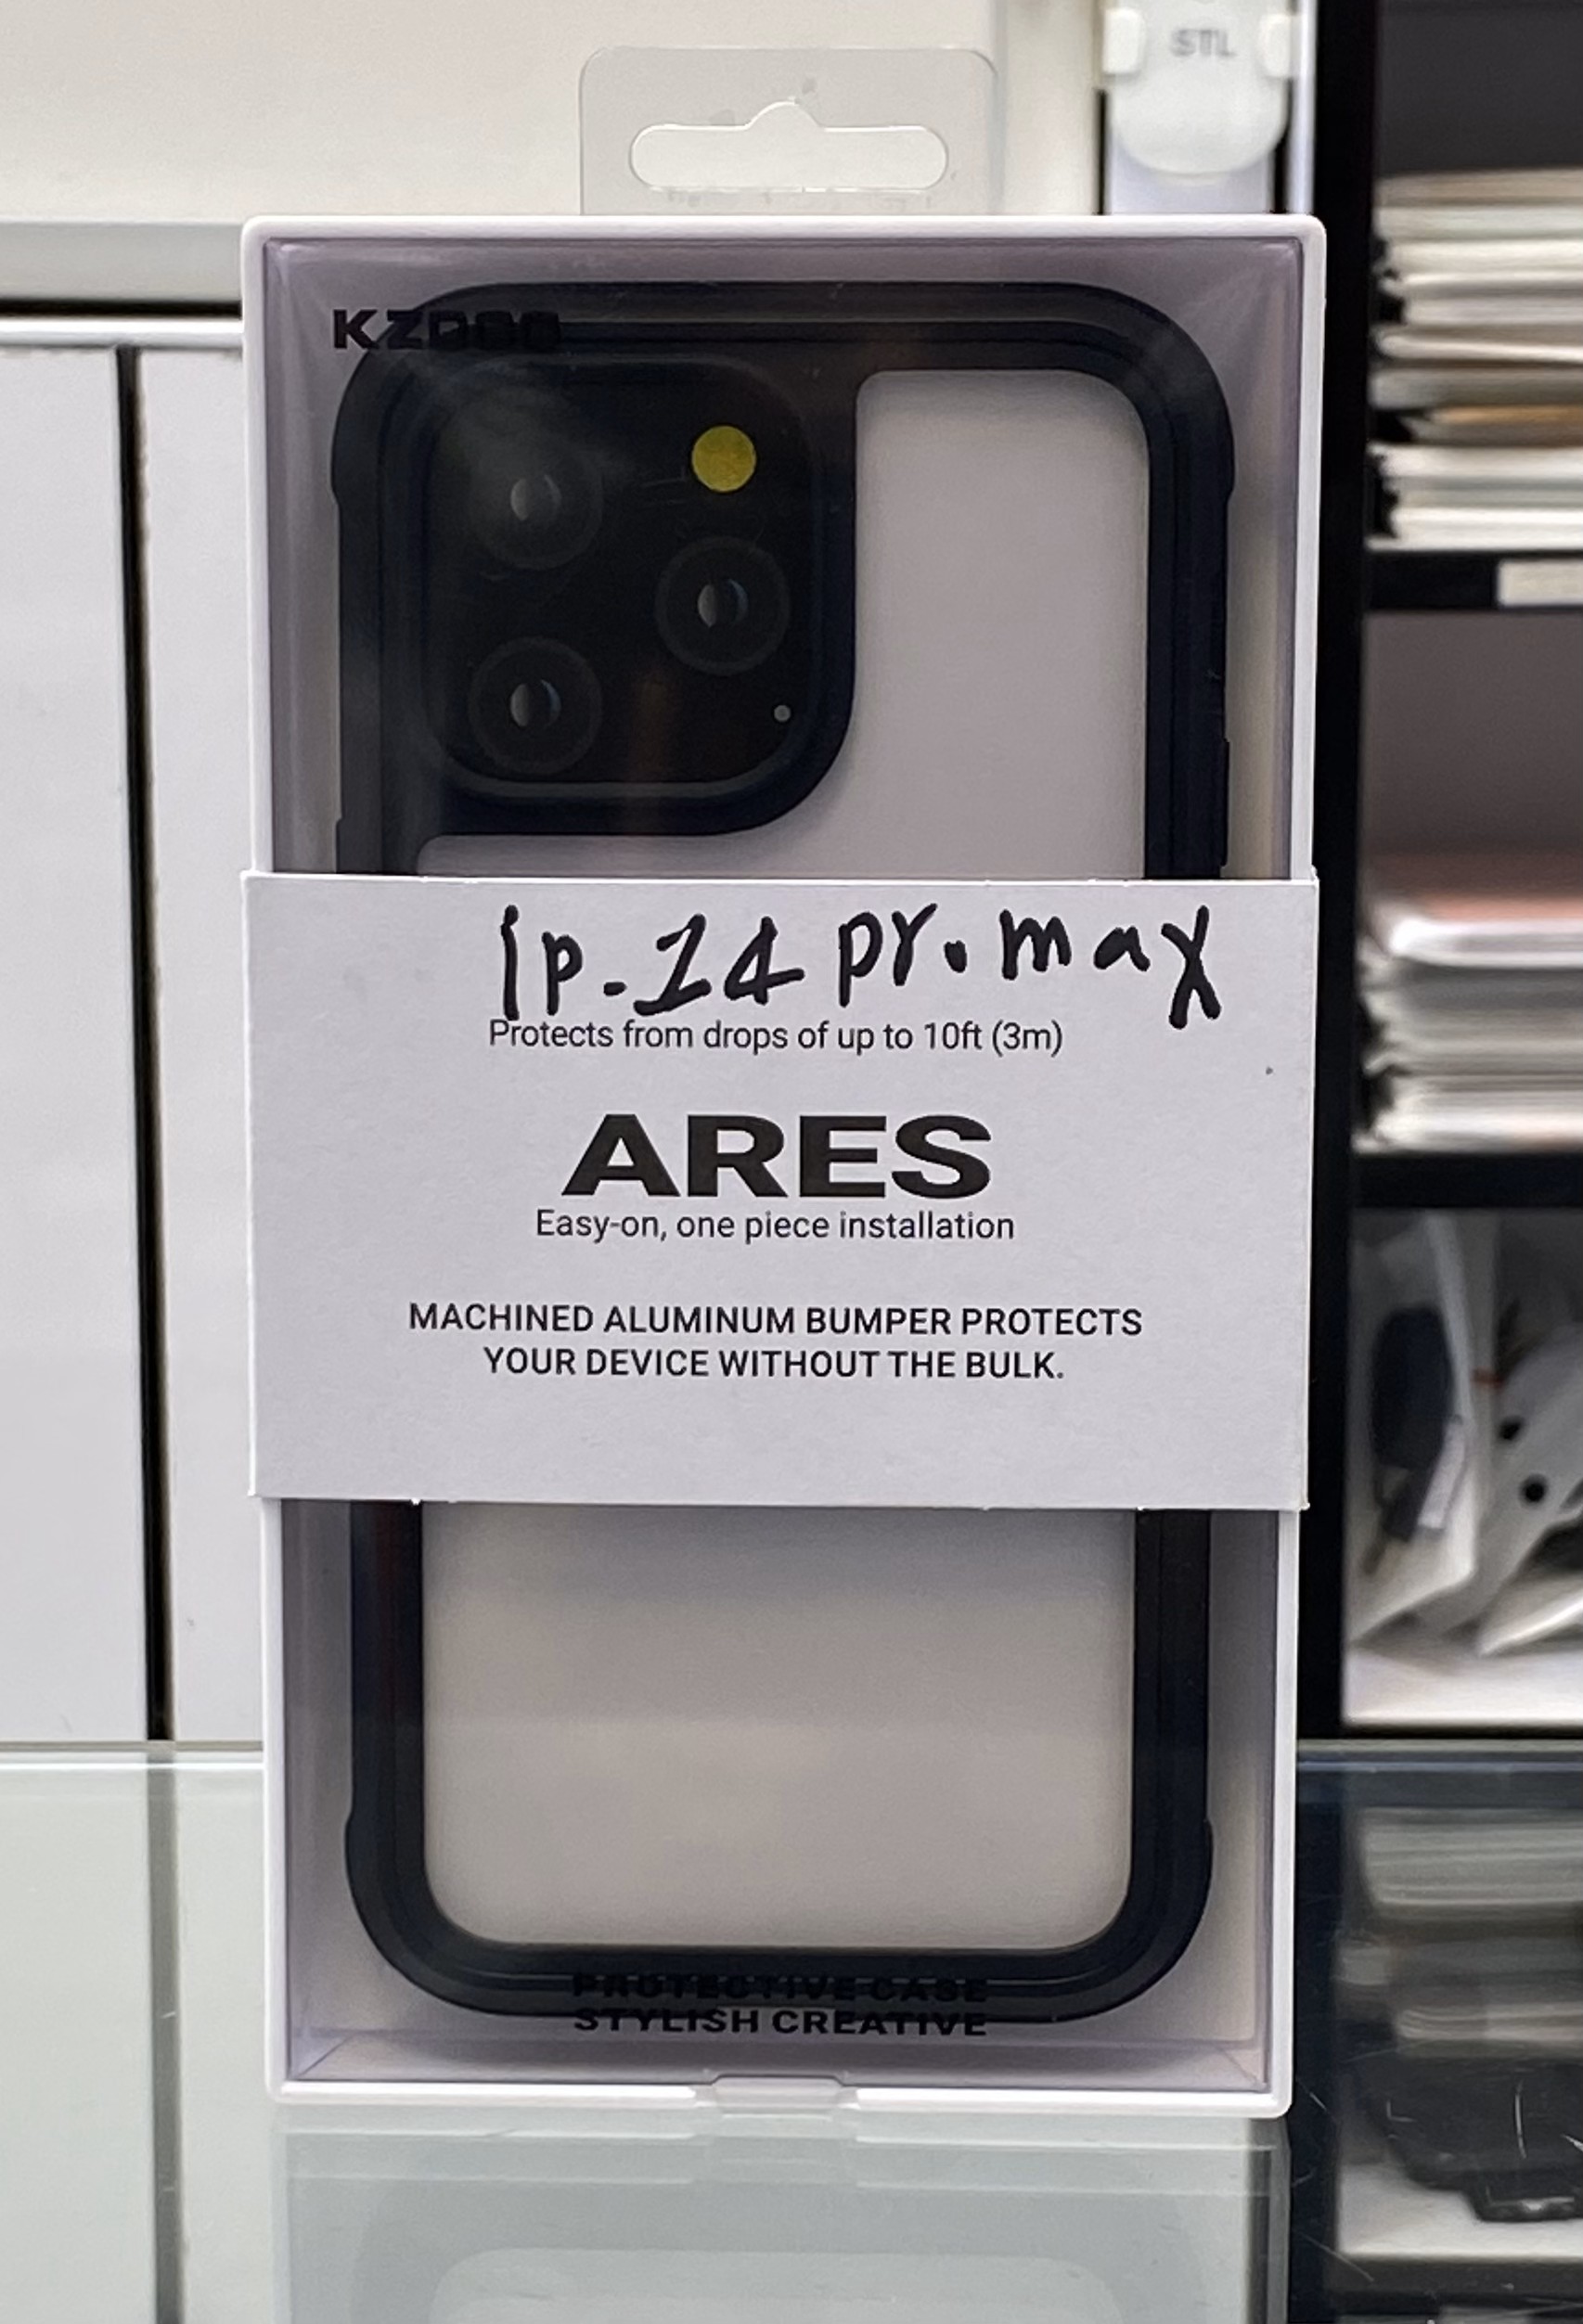 STL
KZDOO
Ip-14 pr. max
Protects from drops of up to 10ft (3m)
ARES
Easy-on, one piece installation
MACHINED ALUMINUM BUMPER PROTECTS
YOUR DEVICE WITHOUT THE BULK.
PROTECTIVE CASE
STYLISH CREATIVE